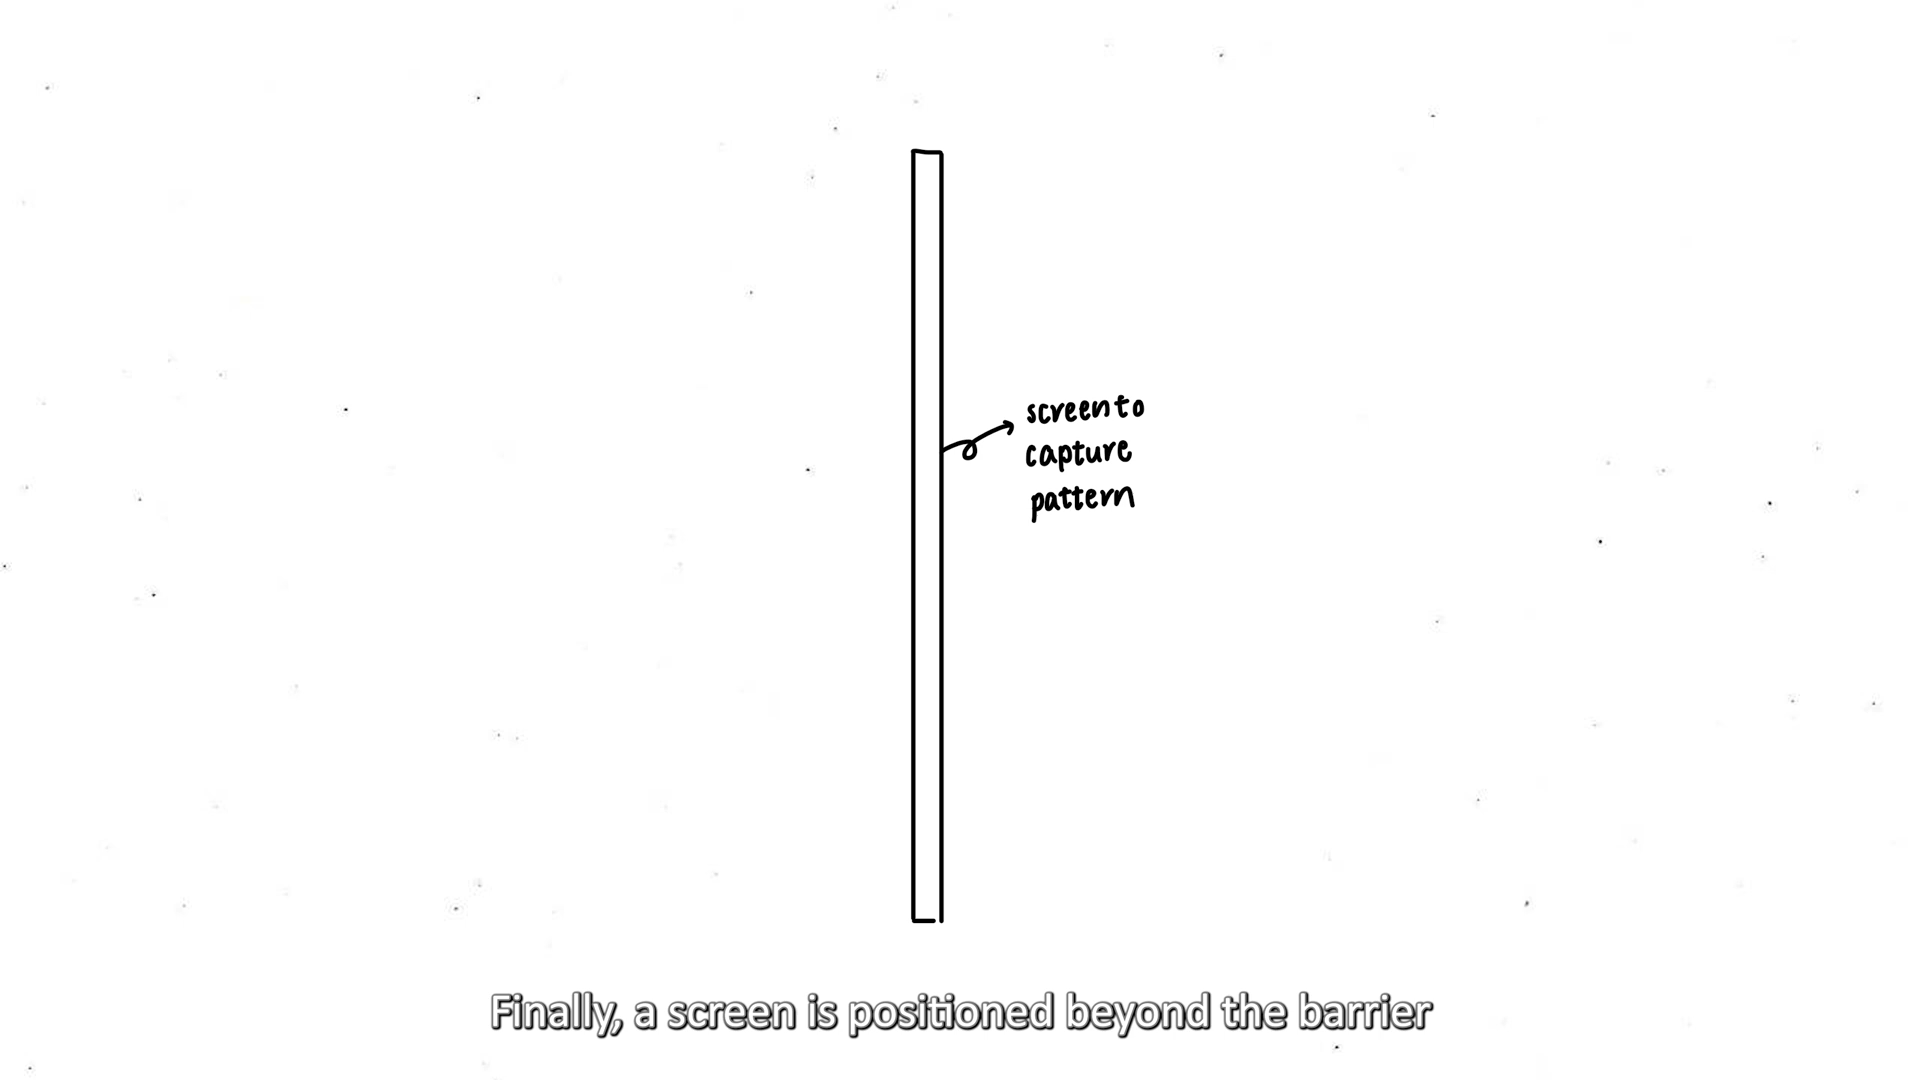 screen to
capture
pattern
Finally, a screen is positioned beyond the barrier